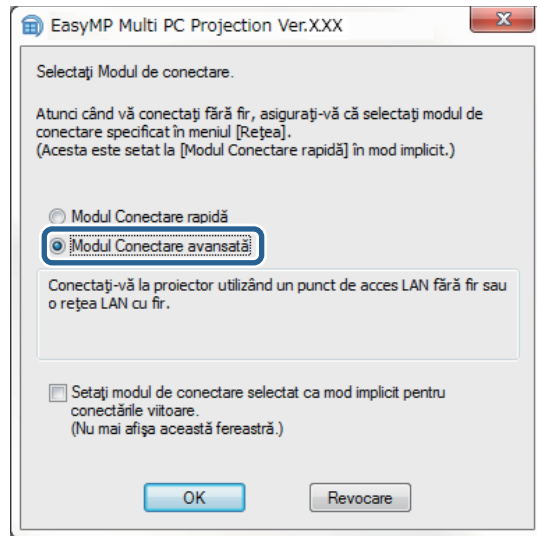 EasyMP Multi PC Projection Ver.XXX
Selectaţi Modul de conectare.
Atunci când vă conectaţi fără fir, asiguraţi-vă că selectaţi modul de
conectare specificat în meniul [Reţea].
(Acesta este setat la [Modul Conectare rapidă] în mod implicit.)
Modul Conectare rapidă
Modul Conectare avansată
Conectaţi-vă la proiector utilizând un punct de acces LAN fără fir sau
o reţea LAN cu fir.
Setaţi modul de conectare selectat ca mod implicit pentru
conectările viitoare.
(Nu mai afişa această fereastră.)
OK Revocare